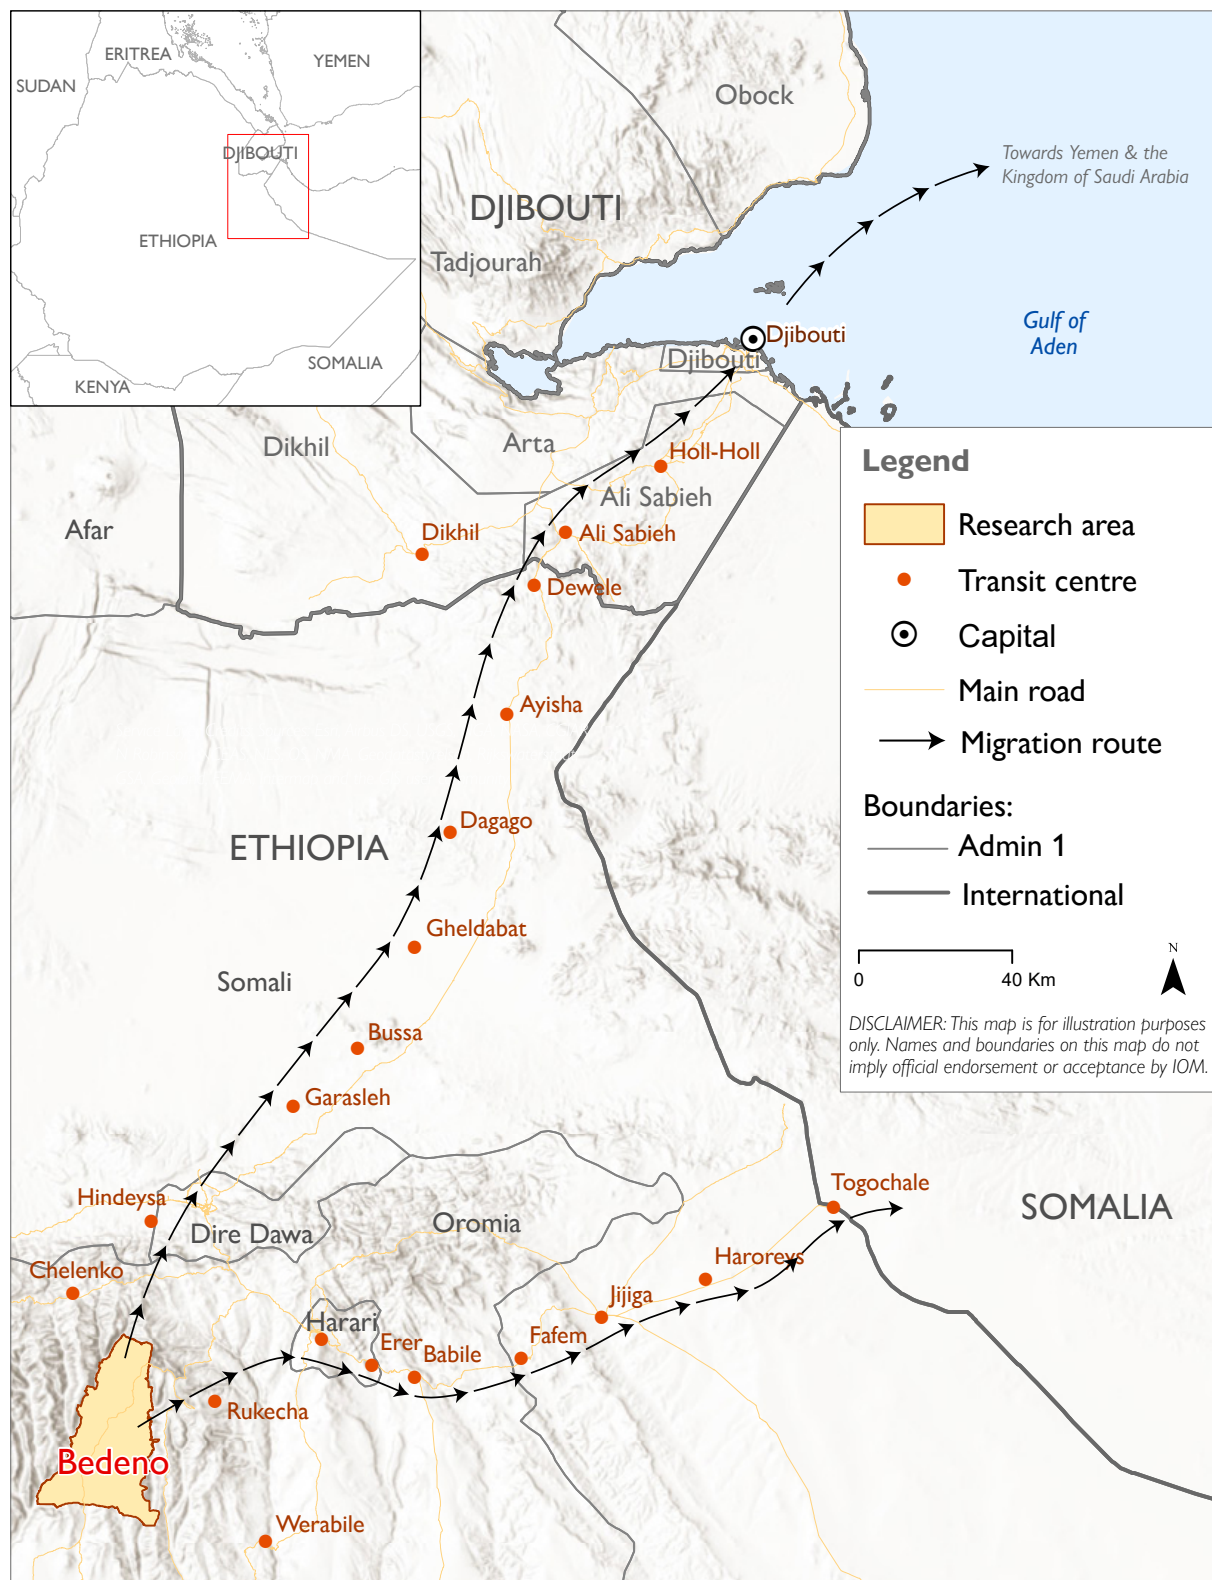 ERITREA
YEMEN
SUDAN
DJIBOUTI
ETHIOPIA
SOMALIA
KENYA
Obock
Towards Yemen & the
Kingdom of Saudi Arabia
DJIBOUTI
Tadjourah
Gulf of
Aden
Djibouti
Djibouti
Dikhil
Arta
Holl-Holl
Ali Sabieh
Afar
Dikhil
Ali Sabieh
Dewele
Ayisha
Dagago
ETHIOPIA
Gheldabat
Somali
Bussa
Garasleh
Hindeysa
Dire Dawa
Oromia
Togochale
SOMALIA
Chelenko
Haroreys
Jijiga
Harari
Erer
Babile
Fafem
Rukecha
Bedeno
Werabile
Legend
Research area
Transit centre
Capital
Main road
Migration route
Boundaries:
Admin 1
International
N
0
40 Km
DISCLAIMER: This map is for illustration purposes
only. Names and boundaries on this map do not
imply official endorsement or acceptance by IOM.